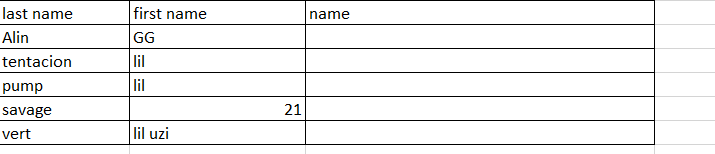 last name first name name
Alin GG
tentacion lil
pump lil
savage 21
vert lil uzi